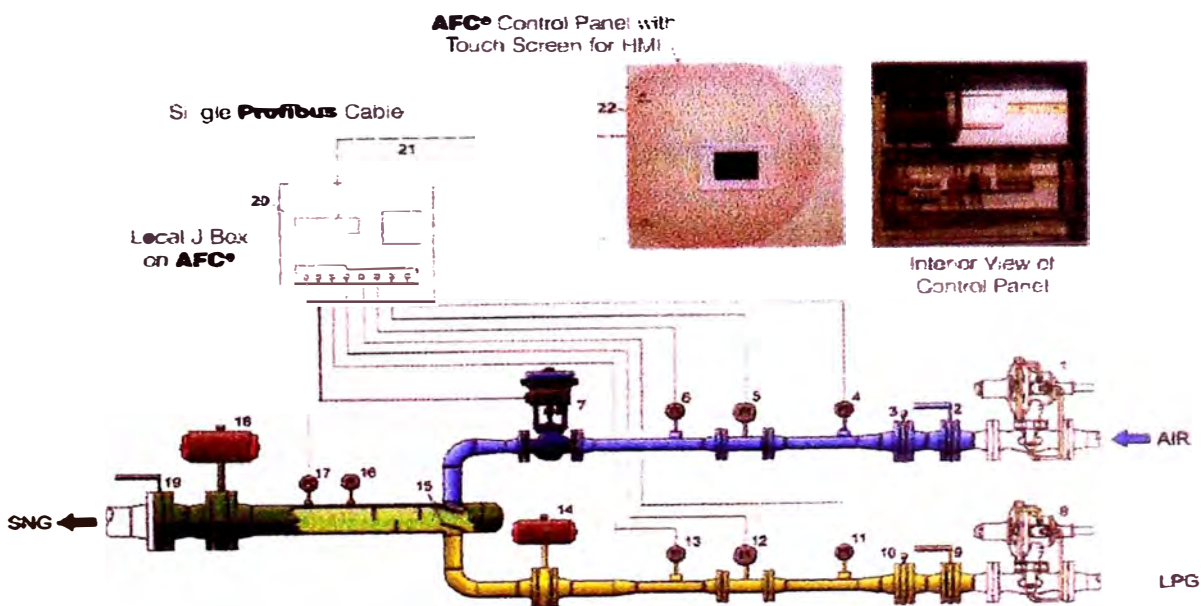 AFC® Control Panel with
Touch Screen for HMI
22
Si gle Profibus Cable
21
20
Local J Box
on AFC®
Interior View of
Control Panel
1
6
5
4
3
2
7
AIR
18
17
16
15
19
SNG
14
13
12
11
10
9
8
LPG